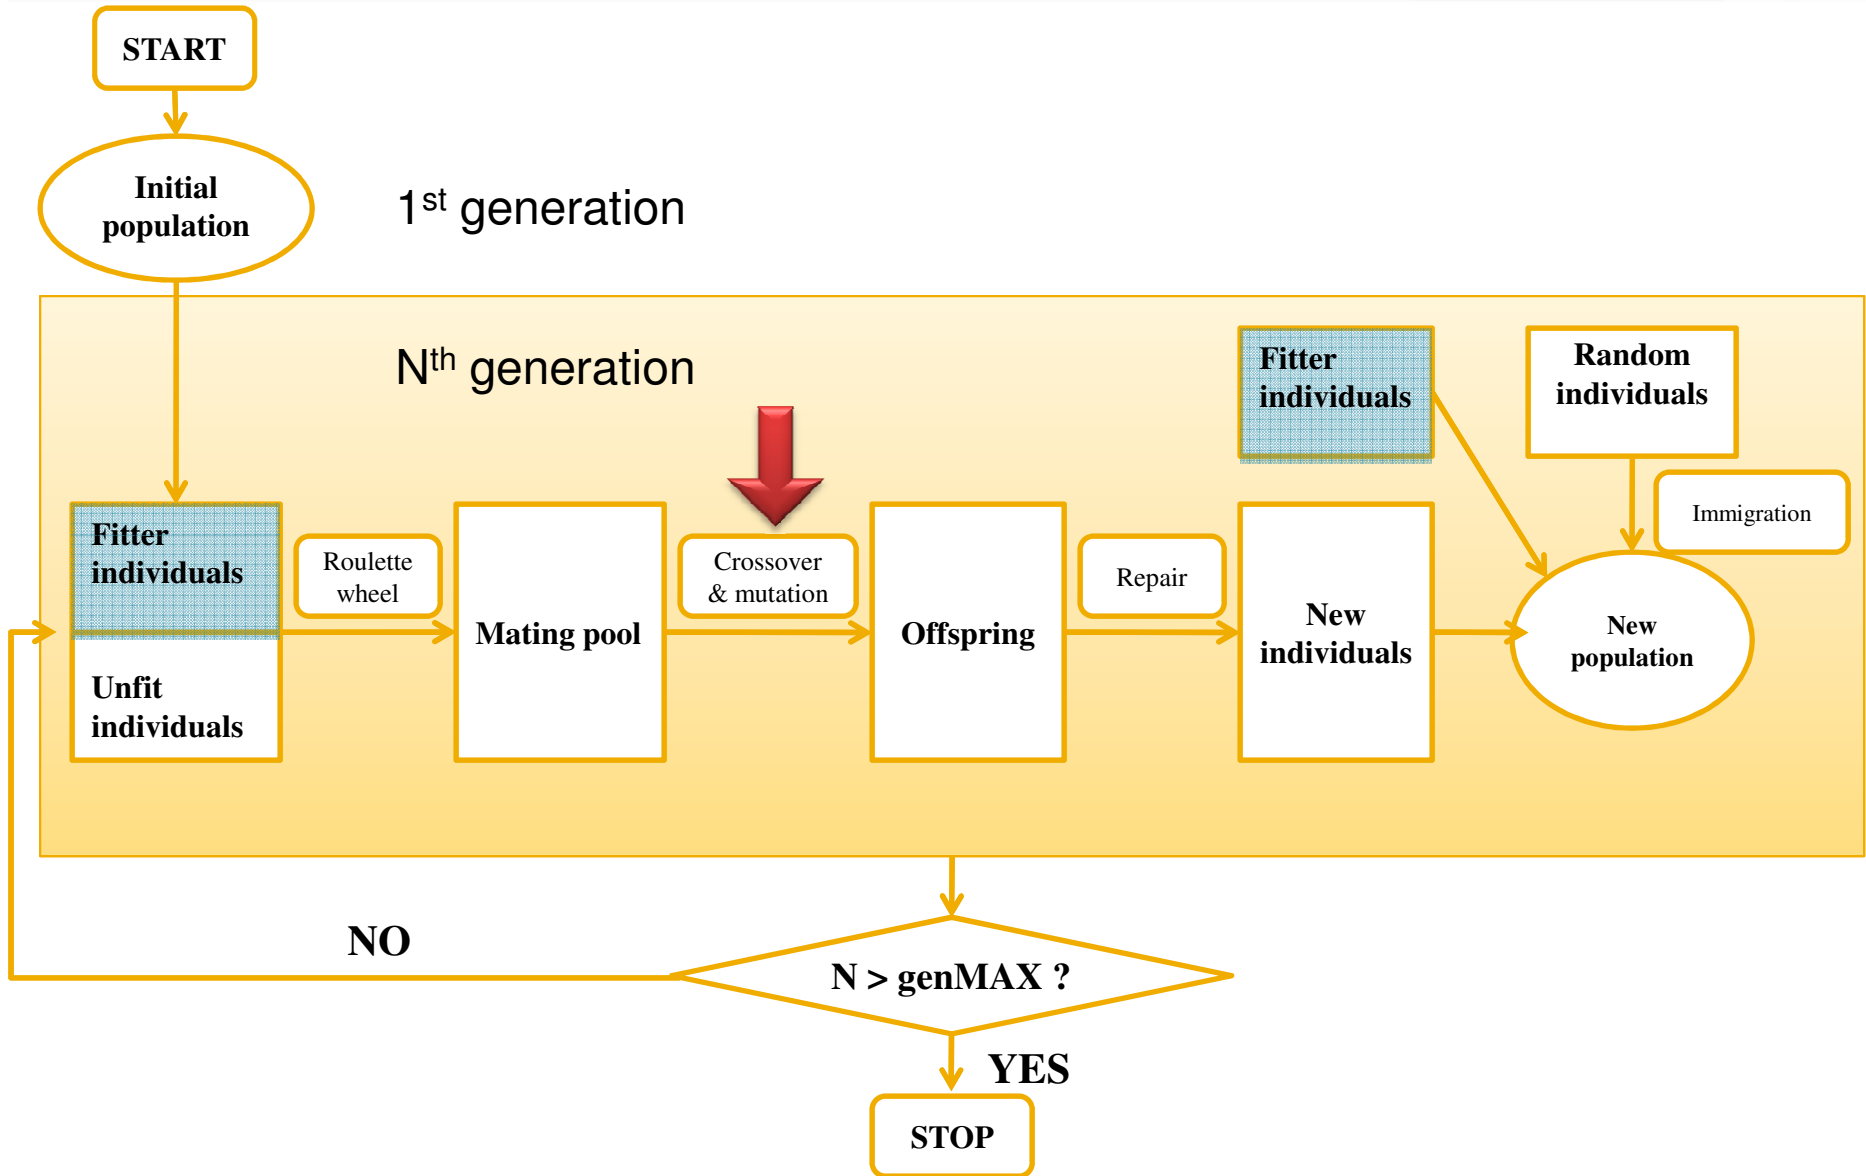 START
Initial
population
1st generation
Nth generation
Fitter
individuals
Random
individuals
Immigration
Fitter
individuals
Unfit
individuals
Roulette
wheel
Mating pool
Crossover
& mutation
Offspring
Repair
New
individuals
New
population
NO
N > genMAX ?
YES
STOP